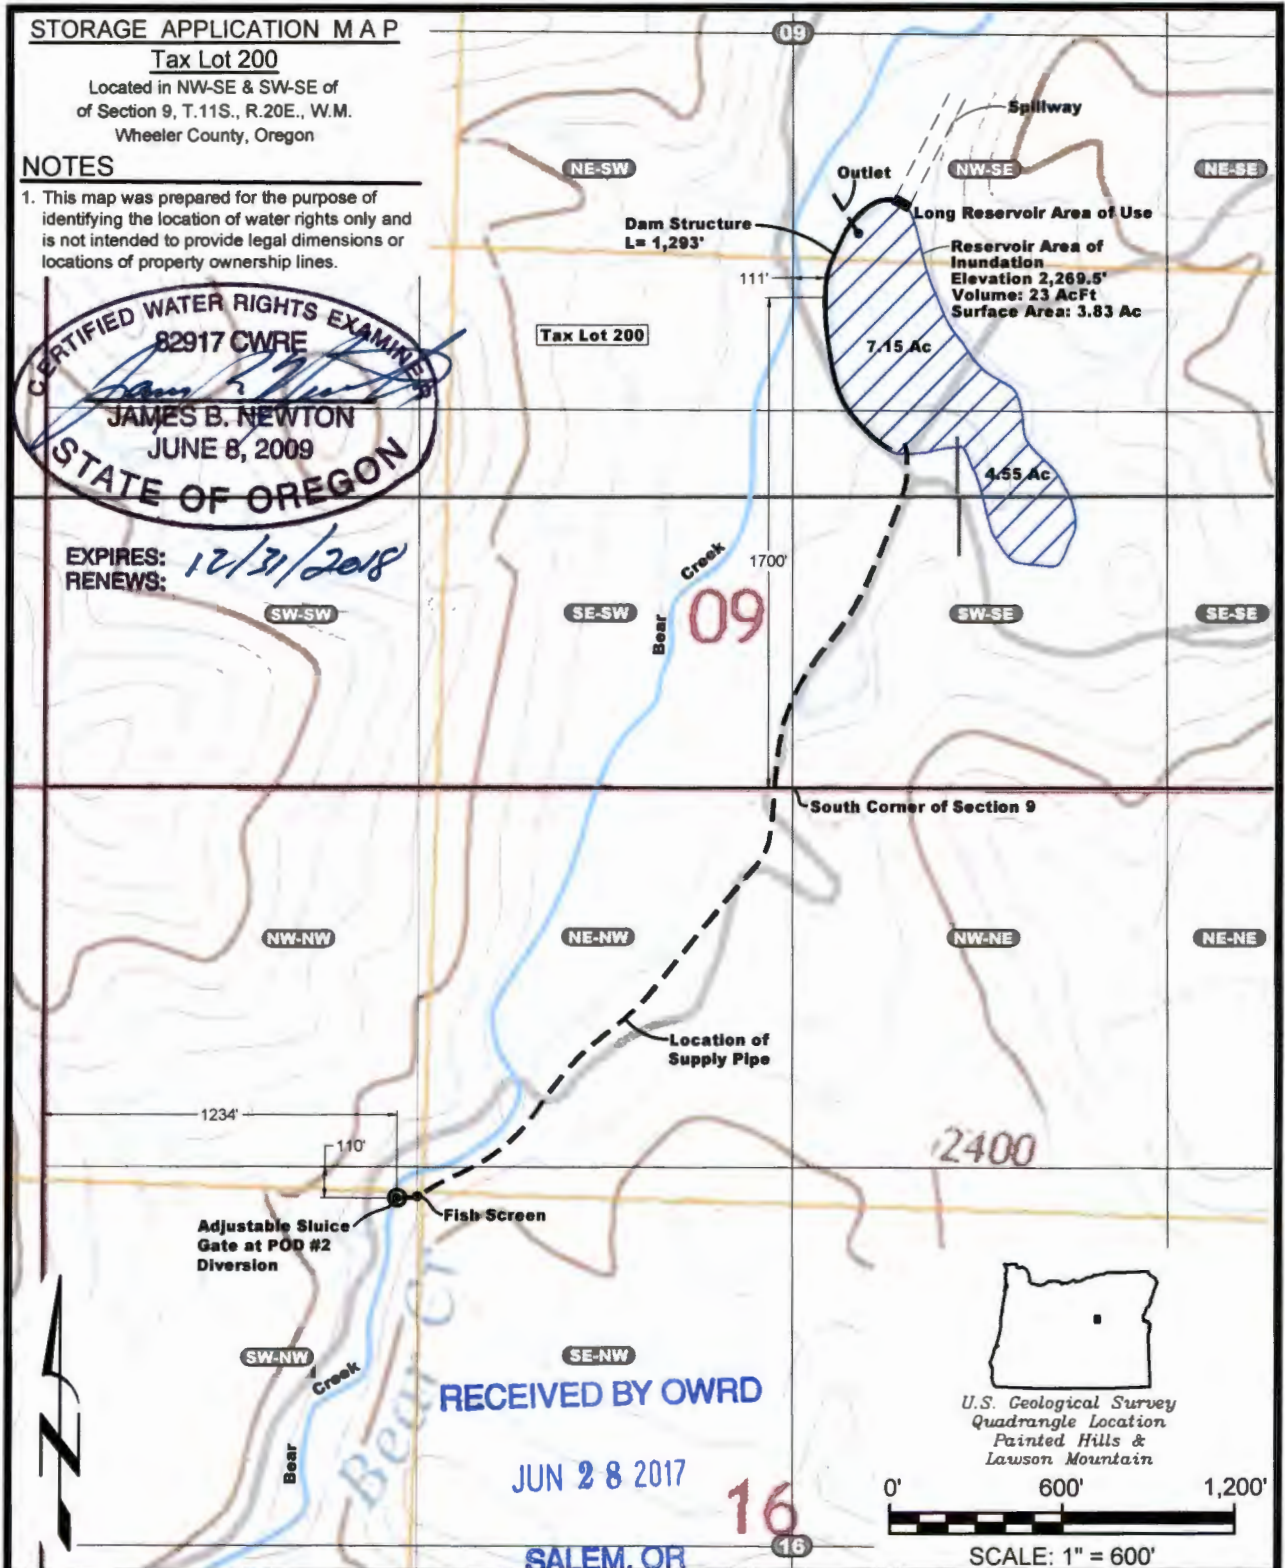 STORAGE APPLICATION MAP
Tax Lot 200
Located in NW-SE & SW-SE of
of Section 9, T.11S., R.20E., W.M.
Wheeler County, Oregon
NOTES
1. This map was prepared for the purpose of
identifying the location of water rights only and
is not intended to provide legal dimensions or
locations of property ownership lines.
CERTIFIED WATER RIGHTS EXAMINER
82917 CWRE
JAMES B. NEWTON
JUNE 8, 2009
STATE OF OREGON
EXPIRES: 12/31/2018
RENEWS:
09
Spillway
NE-SW
NW-SE
NE-SE
Outlet
Long Reservoir Area of Use
Dam Structure
L= 1,293'
Reservoir Area of
Inundation
Elevation 2,269.5'
Volume: 23 AcFt
Surface Area: 3.83 Ac
111'
Tax Lot 200
7.15 Ac
4.55 Ac
1700'
Creek
Bear
09
SW-SW
SE-SW
SW-SE
SE-SE
South Corner of Section 9
NW-NW
NE-NW
NW-NE
NE-NE
Location of
Supply Pipe
1234'
110'
2400
Adjustable Sluice
Gate at POD #2
Diversion
Fish Screen
Bear Cr
SW-NW
SE-NW
Creek
Bear
RECEIVED BY OWRD
JUN 28 2017
SALEM, OR
16
16
U.S. Geological Survey
Quadrangle Location
Painted Hills &
Lawson Mountain
0' 600' 1,200'
SCALE: 1" = 600'
N